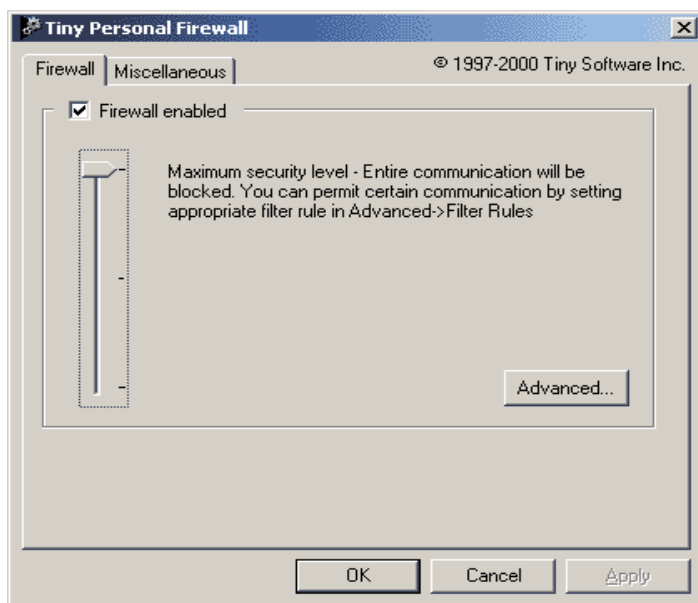 Tiny Personal Firewall
Firewall
Miscellaneous
© 1997-2000 Tiny Software Inc.
Firewall enabled
Maximum security level - Entire communication will be
blocked. You can permit certain communication by setting
appropriate filter rule in Advanced->Filter Rules
Advanced...
OK
Cancel
Apply